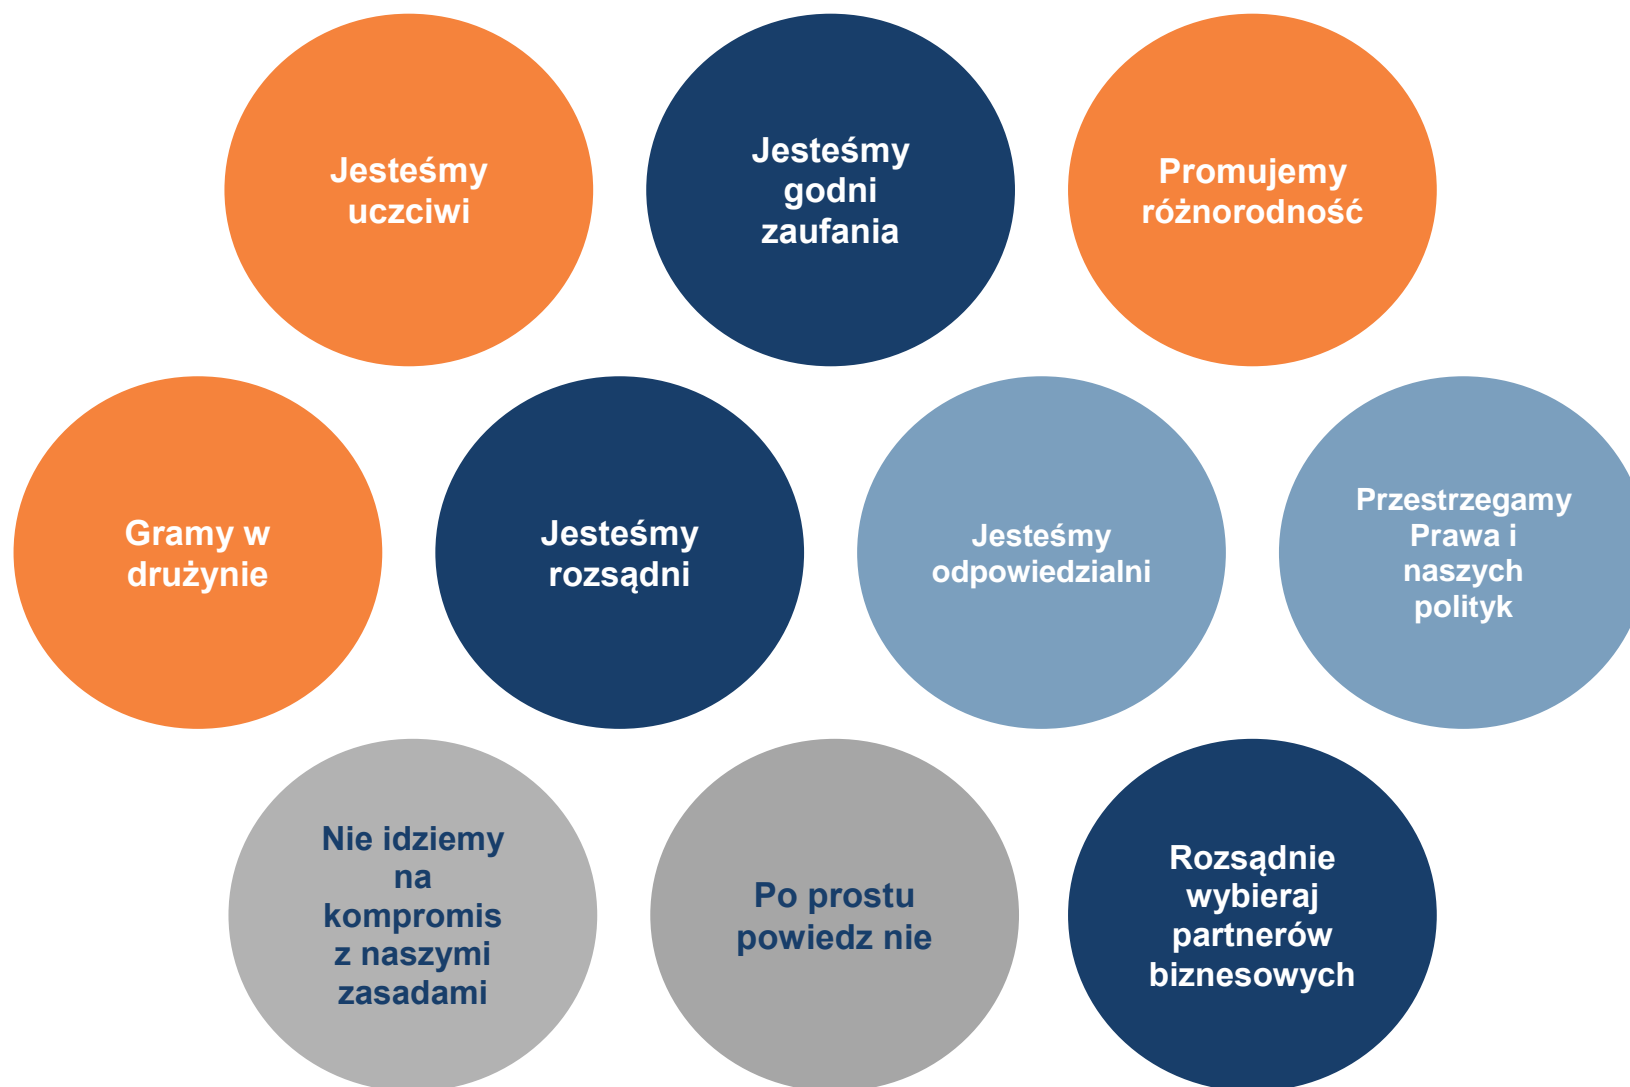 Jesteśmy
uczciwi
Jesteśmy
godni
zaufania
Promujemy
różnorodność
Gramy w
drużynie
Jesteśmy
rozsądni
Jesteśmy
odpowiedzialni
Przestrzegamy
Prawa i
naszych
polityk
Nie idziemy
na
kompromis
z naszymi
zasadami
Po prostu
powiedz nie
Rozsądnie
wybieraj
partnerów
biznesowych